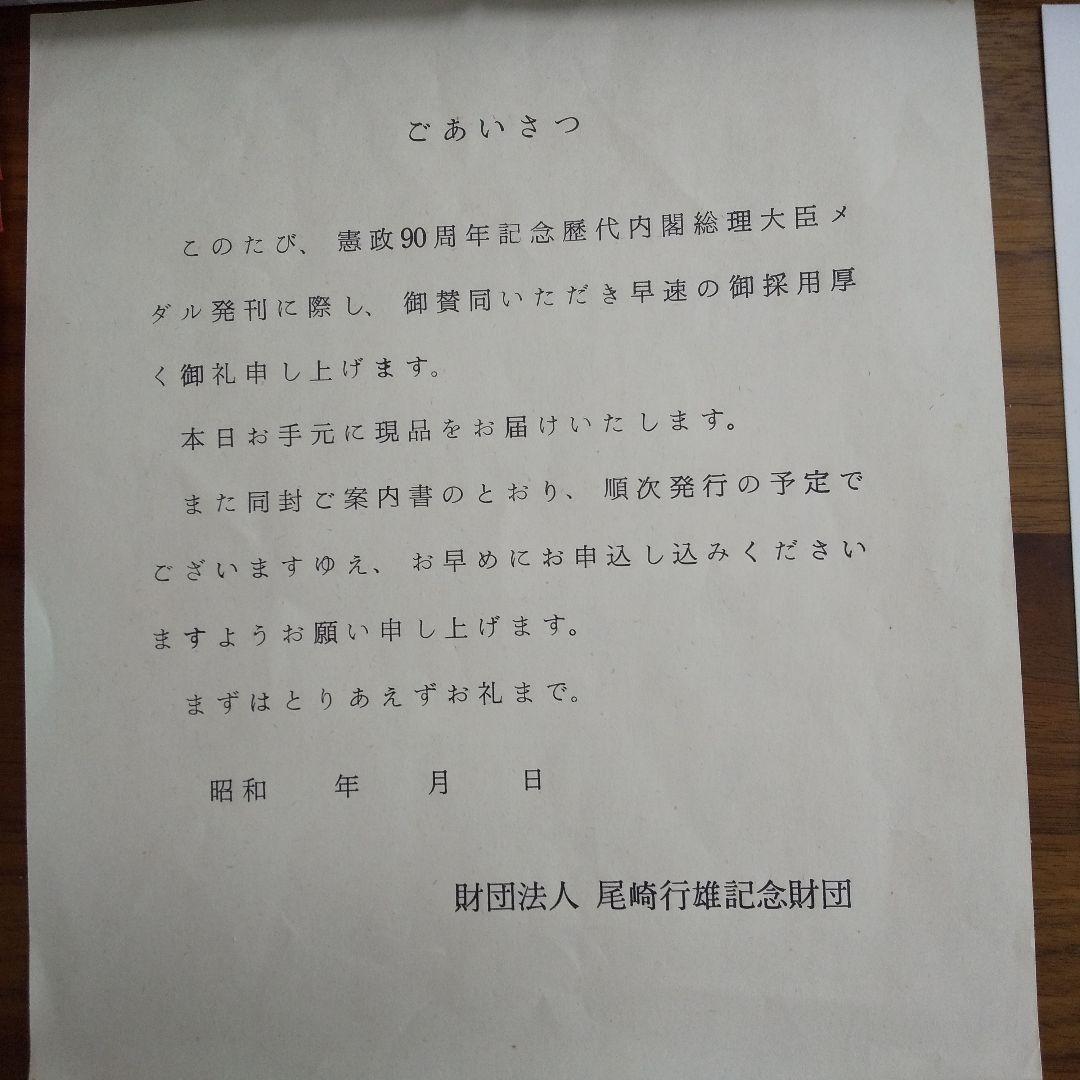 ごあいさつ
このたび、憲政90周年記念歴代内閣総理大臣メ
ダル発刊に際し、御賛同いただき早速の御採用厚
く御礼申し上げます。
本日お手元に現品をお届けいたします。
また同封ご案内書のとおり、順次発行の予定で
ございますゆえ、お早めにお申込し込みください
ますようお願い申し上げます。
まずはとりあえずお礼まで。
昭和 年 月 日
財団法人 尾崎行雄記念財団